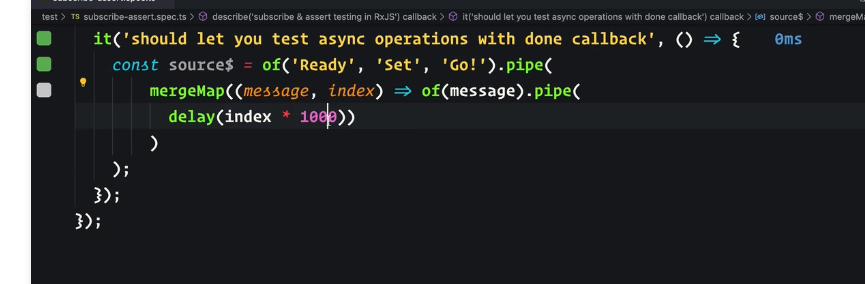 test > TS subscribe-assert.spec.ts > describe('subscribe & assert testing in RxJS') callback > it('should let you test async operations with done callback') callback > source$ > mergeMa
it('should let you test async operations with done callback', () => { 0ms
const source$ = of('Ready', 'Set', 'Go!').pipe(
mergeMap((message, index) => of(message).pipe(
delay(index * 1000))
)
);
});
});